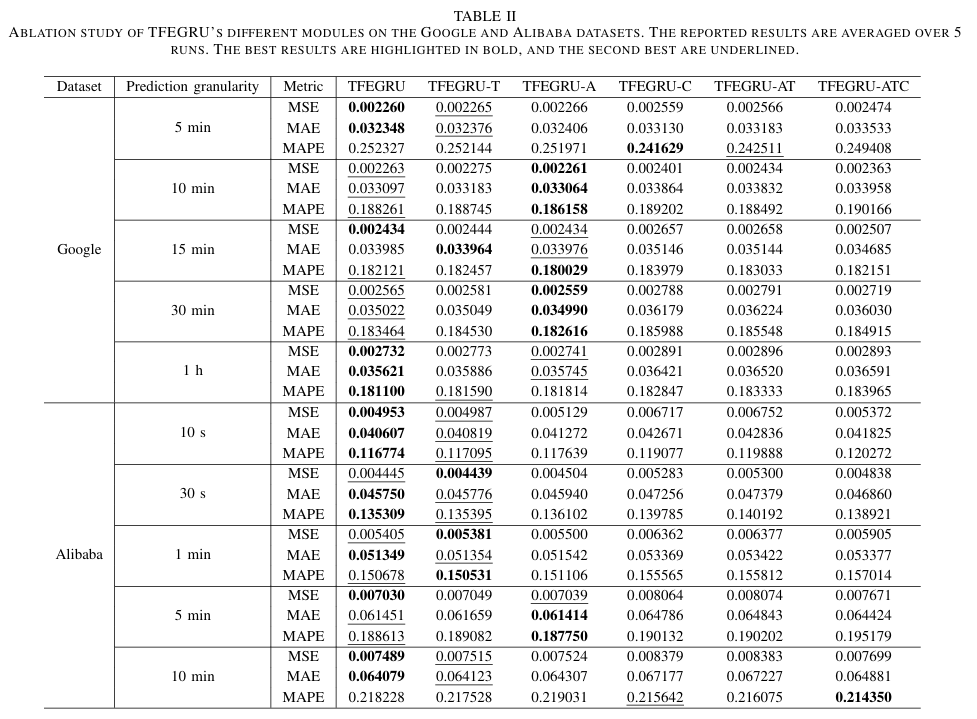 TABLE II
ABLATION STUDY OF TFEGRU'S DIFFERENT MODULES ON THE GOOGLE AND ALIBABA DATASETS. THE REPORTED RESULTS ARE AVERAGED OVER 5
RUNS. THE BEST RESULTS ARE HIGHLIGHTED IN BOLD, AND THE SECOND BEST ARE UNDERLINED.
Dataset Prediction granularity Metric TFEGRU TFEGRU-T TFEGRU-A TFEGRU-C TFEGRU-AT TFEGRU-ATC
MSE 0.002260 0.002265 0.002266 0.002559 0.002566 0.002474
5 min MAE 0.032348 0.032376 0.032406 0.033130 0.033183 0.033533
MAPE 0.252327 0.252144 0.251971 0.241629 0.242511 0.249408
MSE 0.002263 0.002275 0.002261 0.002401 0.002434 0.002363
10 min MAE 0.033097 0.033183 0.033064 0.033864 0.033832 0.033958
MAPE 0.188261 0.188745 0.186158 0.189202 0.188492 0.190166
MSE 0.002434 0.002444 0.002434 0.002657 0.002658 0.002507
Google 15 min MAE 0.033985 0.033964 0.033976 0.035146 0.035144 0.034685
MAPE 0.182121 0.182457 0.180029 0.183979 0.183033 0.182151
MSE 0.002565 0.002581 0.002559 0.002788 0.002791 0.002719
30 min MAE 0.035022 0.035049 0.034990 0.036179 0.036224 0.036030
MAPE 0.183464 0.184530 0.182616 0.185988 0.185548 0.184915
MSE 0.002732 0.002773 0.002741 0.002891 0.002896 0.002893
1 h MAE 0.035621 0.035886 0.035745 0.036421 0.036520 0.036591
MAPE 0.181100 0.181590 0.181814 0.182847 0.183333 0.183965
MSE 0.004953 0.004987 0.005129 0.006717 0.006752 0.005372
10 s MAE 0.040607 0.040819 0.041272 0.042671 0.042836 0.041825
MAPE 0.116774 0.117095 0.117639 0.119077 0.119888 0.120272
MSE 0.004445 0.004439 0.004504 0.005283 0.005300 0.004838
30 s MAE 0.045750 0.045776 0.045940 0.047256 0.047379 0.046860
MAPE 0.135309 0.135395 0.136102 0.139785 0.140192 0.138921
MSE 0.005405 0.005381 0.005500 0.006362 0.006377 0.005905
Alibaba 1 min MAE 0.051349 0.051354 0.051542 0.053369 0.053422 0.053377
MAPE 0.150678 0.150531 0.151106 0.155565 0.155812 0.157014
MSE 0.007030 0.007049 0.007039 0.008064 0.008074 0.007671
5 min MAE 0.061451 0.061659 0.061414 0.064786 0.064843 0.064424
MAPE 0.188613 0.189082 0.187750 0.190132 0.190202 0.195179
MSE 0.007489 0.007515 0.007524 0.008379 0.008383 0.007699
10 min MAE 0.064079 0.064123 0.064307 0.067177 0.067227 0.064881
MAPE 0.218228 0.217528 0.219031 0.215642 0.216075 0.214350